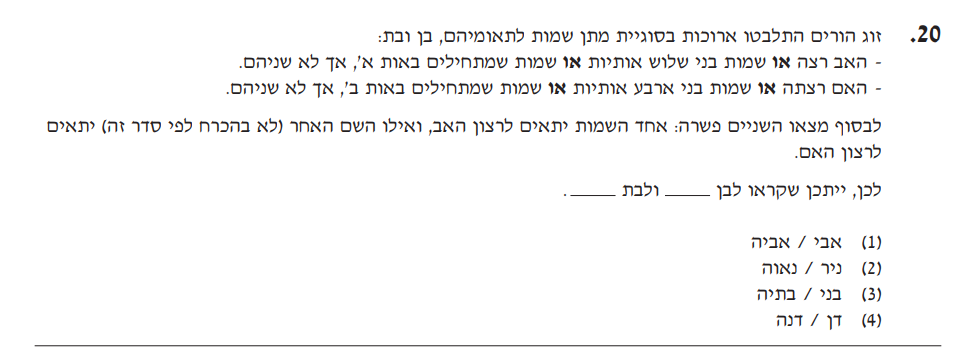 20. זוג הורים התלבטו ארוכות בסוגיית מתן שמות לתאומיהם, בן ובת:
- האב רצה או שמות בני שלוש אותיות או שמות שמתחילים באות א', אך לא שניהם.
- האם רצתה או שמות בני ארבע אותיות או שמות שמתחילים באות ב', אך לא שניהם.
לבסוף מצאו השניים פשרה: אחד השמות יתאים לרצון האב, ואילו השם האחר (לא בהכרח לפי סדר זה) יתאים
לרצון האם.
לכן, ייתכן שקראו לבן _____ ולבת _____.
(1) אבי / אביה
(2) ניר / נאוה
(3) בני / בתיה
(4) דן / דנה